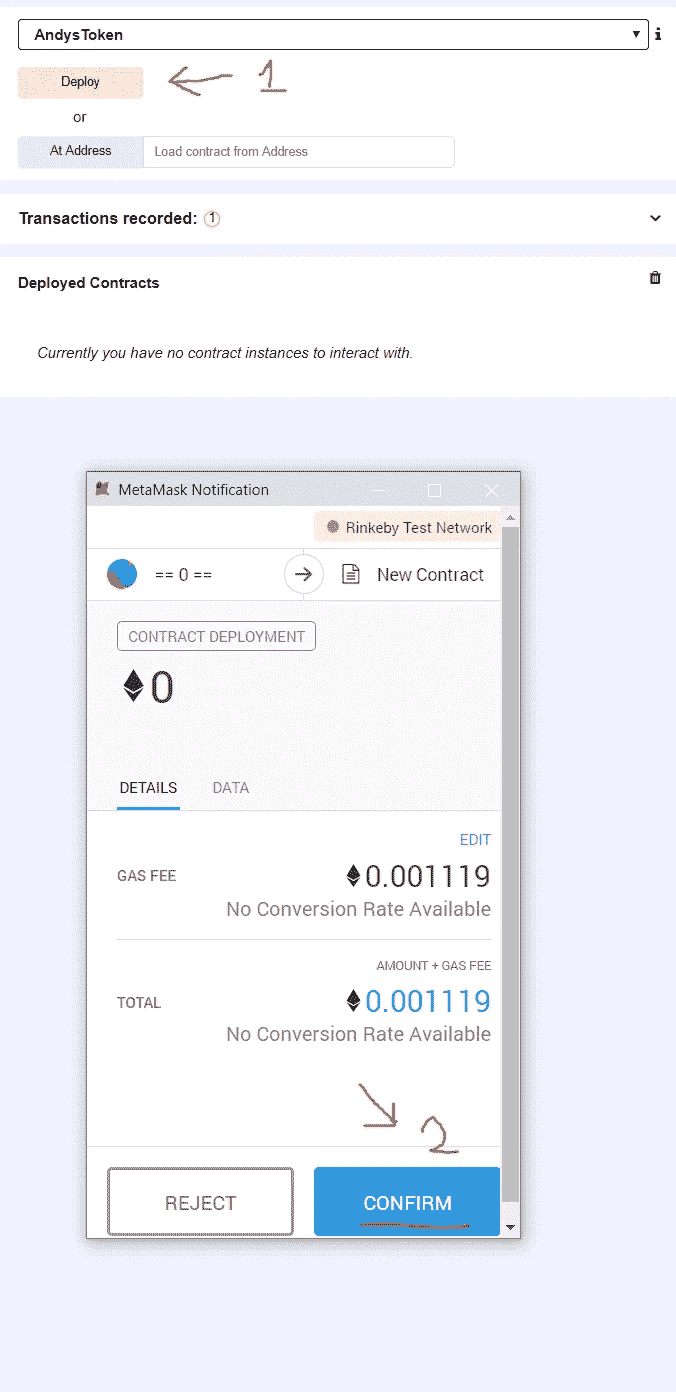 AndysToken
Deploy 1
or
At Address Load contract from Address
Transactions recorded: 1
Deployed Contracts
Currently you have no contract instances to interact with.
MetaMask Notification
Rinkeby Test Network
== 0 == New Contract
CONTRACT DEPLOYMENT
0
DETAILS DATA
EDIT
GAS FEE 0.001119
No Conversion Rate Available
AMOUNT + GAS FEE
TOTAL 0.001119
No Conversion Rate Available
2
REJECT CONFIRM